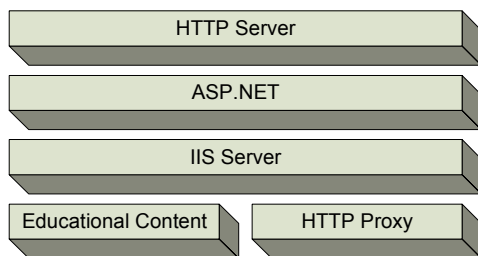 HTTP Server
ASP.NET
IIS Server
Educational Content
HTTP Proxy